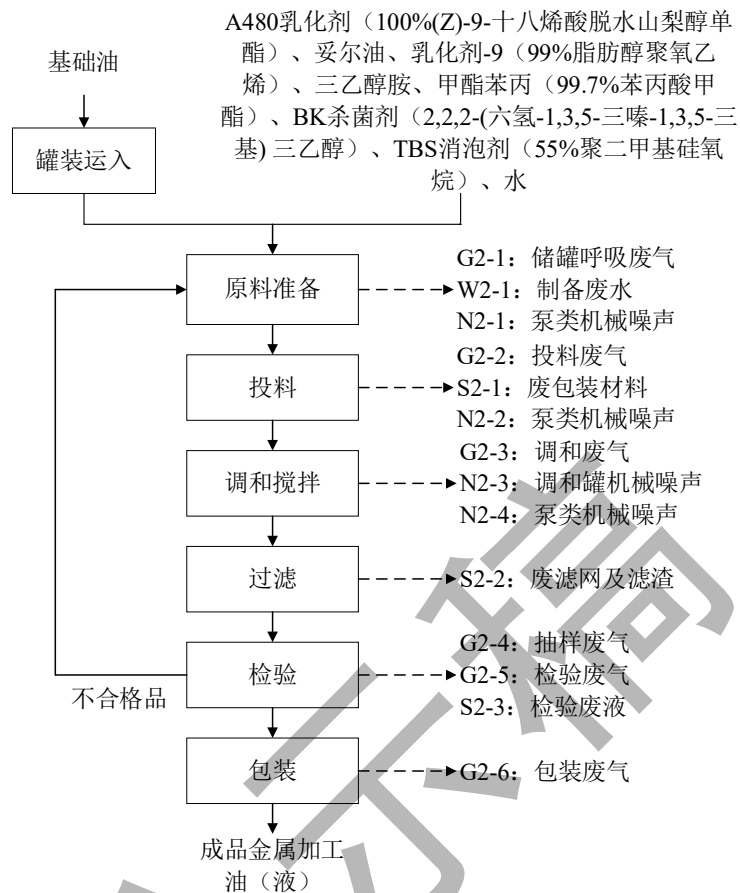 A480乳化剂（100%(Z)-9-十八烯酸脱水山梨醇单
酯）、妥尔油、乳化剂-9（99%脂肪醇聚氧乙
烯）、三乙醇胺、甲酯苯丙（99.7%苯丙酸甲
酯）、BK杀菌剂（2,2,2-(六氢-1,3,5-三嗪-1,3,5-三
基) 三乙醇）、TBS消泡剂（55%聚二甲基硅氧
烷）、水
基础油
罐装运入
原料准备
G2-1：储罐呼吸废气
W2-1：制备废水
N2-1：泵类机械噪声
投料
G2-2：投料废气
S2-1：废包装材料
N2-2：泵类机械噪声
调和搅拌
G2-3：调和废气
N2-3：调和罐机械噪声
N2-4：泵类机械噪声
过滤
S2-2：废滤网及滤渣
检验
G2-4：抽样废气
G2-5：检验废气
S2-3：检验废液
不合格品
包装
G2-6：包装废气
成品金属加工
油（液）
示稿